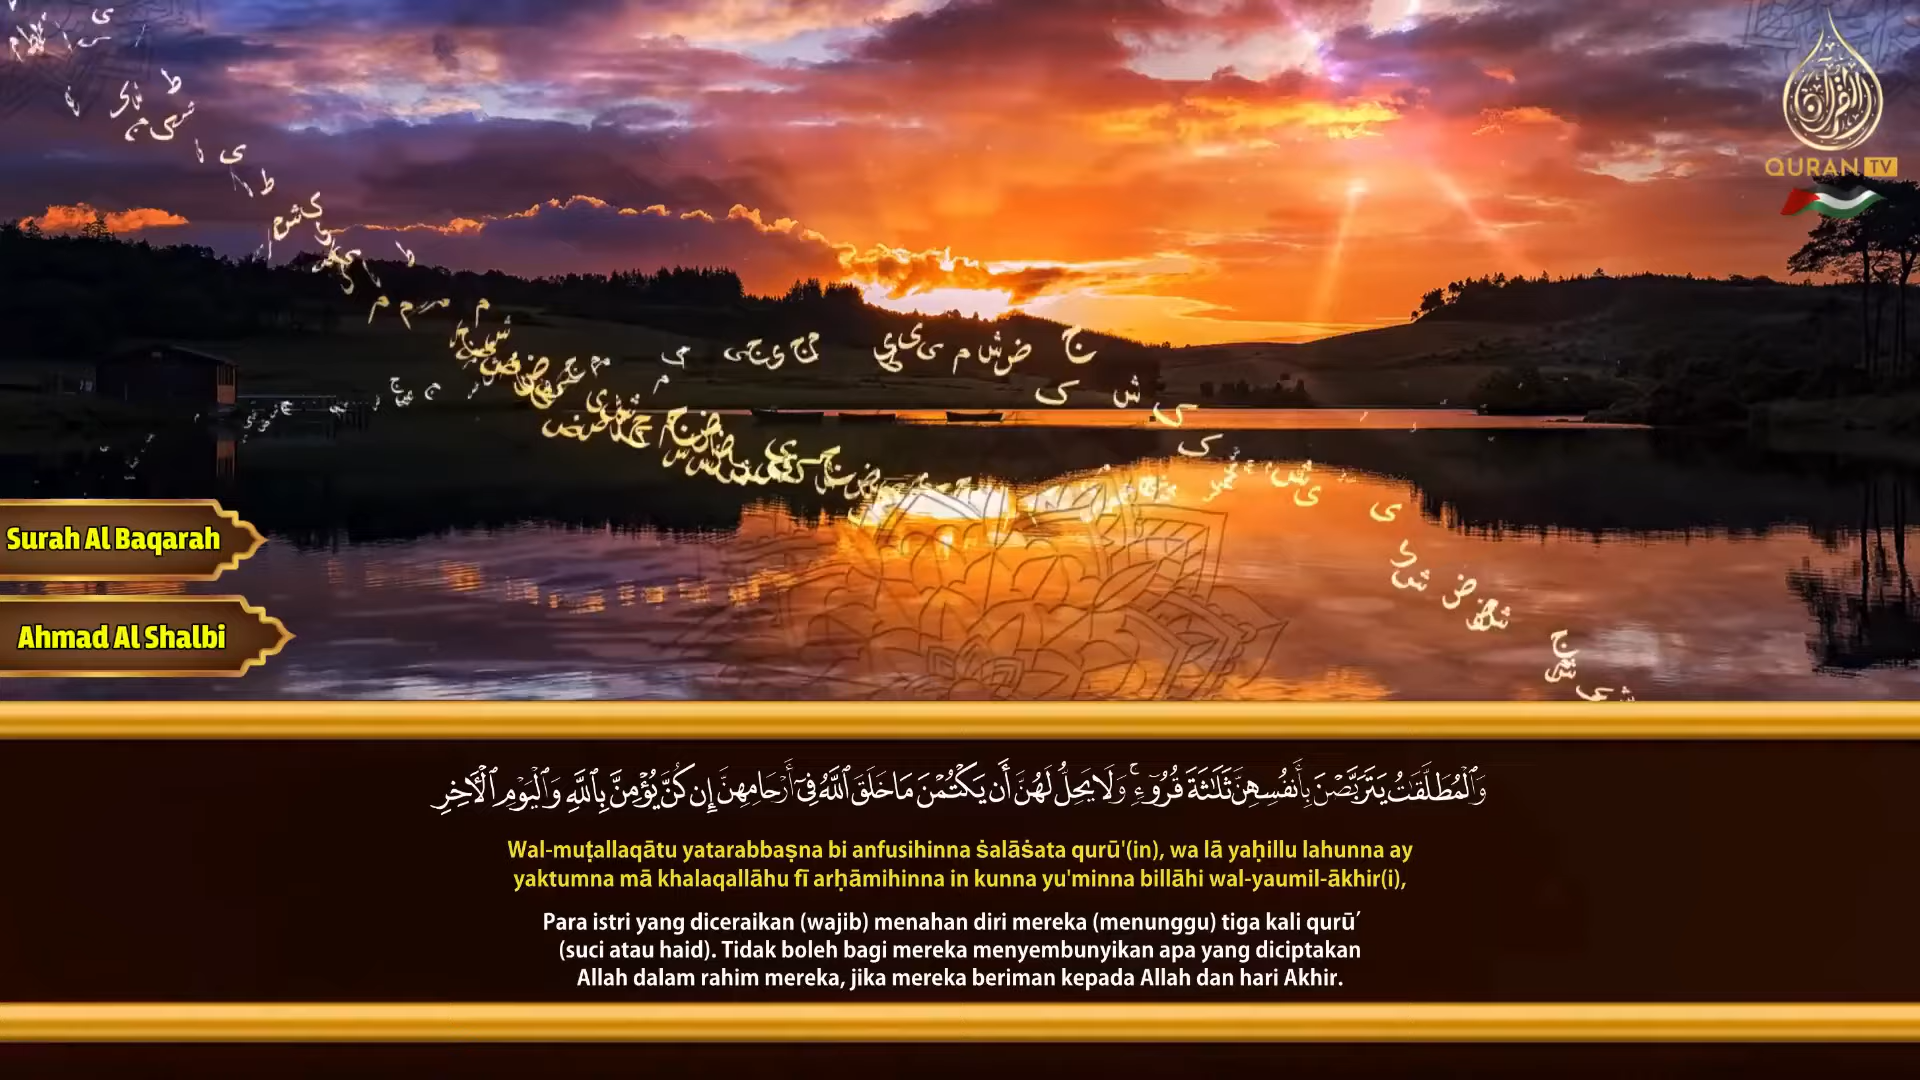 القرآن
QURAN TV
Surah Al Baqarah
Ahmad Al Shalbi
وَٱلْمُطَلَّقَٰتُ يَتَرَبَّصْنَ بِأَنفُسِهِنَّ ثَلَٰثَةَ قُرُوٓءٍۚ وَلَا يَحِلُّ لَهُنَّ أَن يَكْتُمْنَ مَا خَلَقَ ٱللَّهُ فِىٓ أَرْحَامِهِنَّ إِن كُنَّ يُؤْمِنَّ بِٱللَّهِ وَٱلْيَوْمِ ٱلْـَٔاخِرِ
Wal-muṭallaqātu yatarabbaṣna bi anfusihinna ṡalāṡata qurū'(in), wa lā yaḥillu lahunna ay
yaktumna mā khalaqallāhu fī arḥāmihinna in kunna yu'minna billāhi wal-yaumil-ākhir(i),
Para istri yang diceraikan (wajib) menahan diri mereka (menunggu) tiga kali qurū’
(suci atau haid). Tidak boleh bagi mereka menyembunyikan apa yang diciptakan
Allah dalam rahim mereka, jika mereka beriman kepada Allah dan hari Akhir.